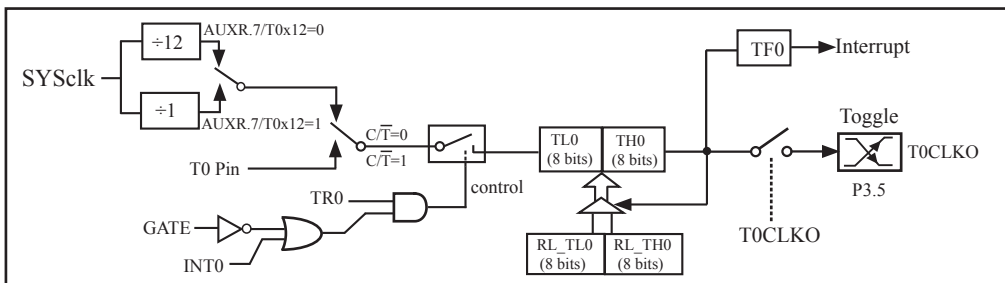 AUXR.7/T0x12=0
÷12
SYSclk
÷1
AUXR.7/T0x12=1
T0 Pin
C/T̅=0
C/T̅=1
TR0
control
GATE
INT0
TL0
(8 bits)
TH0
(8 bits)
RL_TL0
(8 bits)
RL_TH0
(8 bits)
TF0
Interrupt
Toggle
T0CLKO
P3.5
T0CLKO